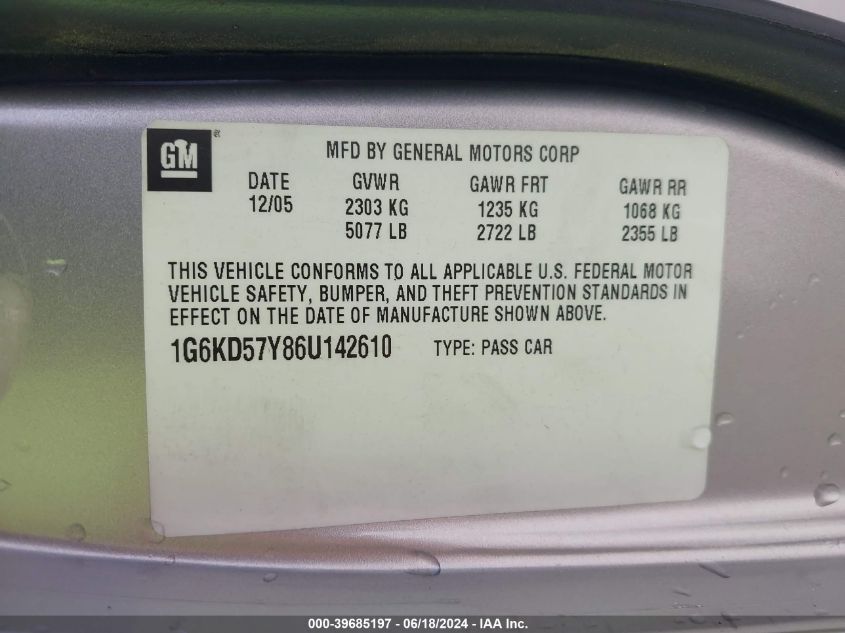 GM
MFD BY GENERAL MOTORS CORP
DATE GVWR GAWR FRT GAWR RR
12/05 2303 KG 1235 KG 1068 KG
5077 LB 2722 LB 2355 LB
THIS VEHICLE CONFORMS TO ALL APPLICABLE U.S. FEDERAL MOTOR
VEHICLE SAFETY, BUMPER, AND THEFT PREVENTION STANDARDS IN
EFFECT ON THE DATE OF MANUFACTURE SHOWN ABOVE.
1G6KD57Y86U142610 TYPE: PASS CAR
000-39685197 - 06/18/2024 - IAA Inc.